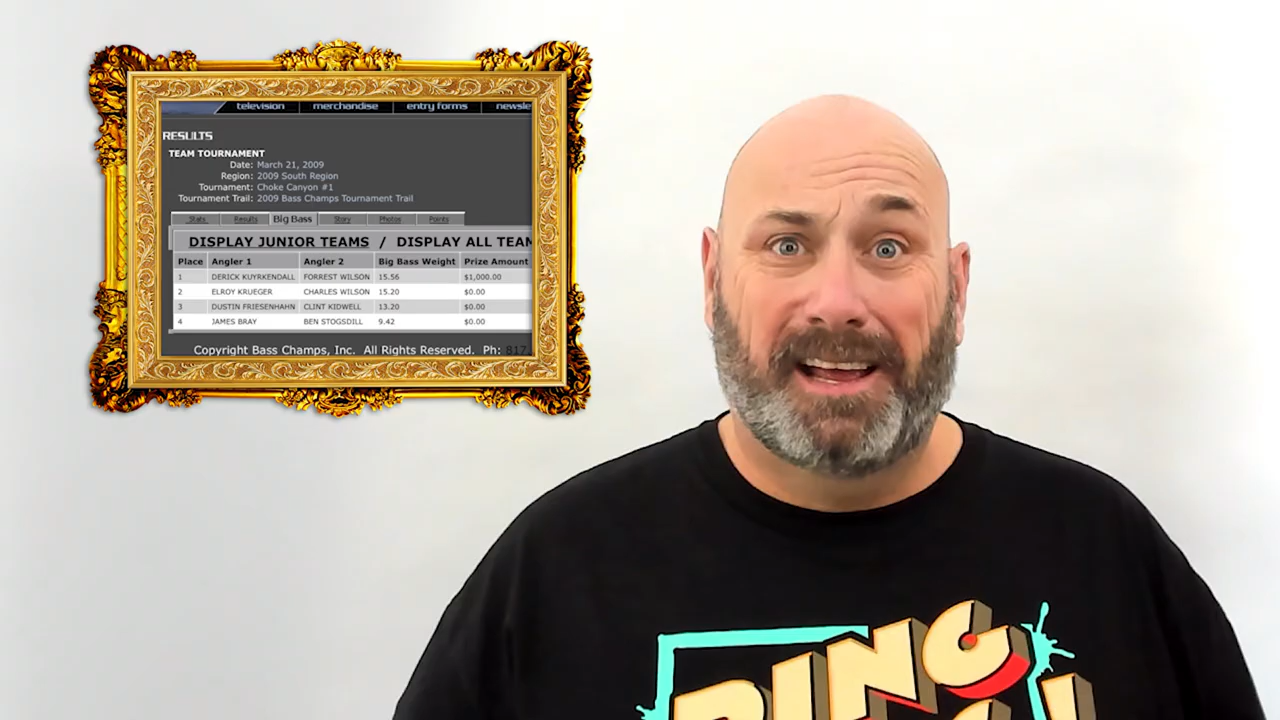 television merchandise entry forms newsle
RESULTS
TEAM TOURNAMENT
Date: March 21, 2009
Region: 2009 South Region
Tournament: Choke Canyon #1
Tournament Trail: 2009 Bass Champs Tournament Trail
Stats Results Big Bass Story Photos Points
DISPLAY JUNIOR TEAMS / DISPLAY ALL TEAM
Place Angler 1 Angler 2 Big Bass Weight Prize Amount
1 DERICK KUYRKENDALL FORREST WILSON 15.56 $1,000.00
2 ELROY KRUEGER CHARLES WILSON 15.20 $0.00
3 DUSTIN FRIESENHAHN CLINT KIDWELL 13.20 $0.00
4 JAMES BRAY BEN STOGSDILL 9.42 $0.00
Copyright Bass Champs, Inc. All Rights Reserved. Ph: 817